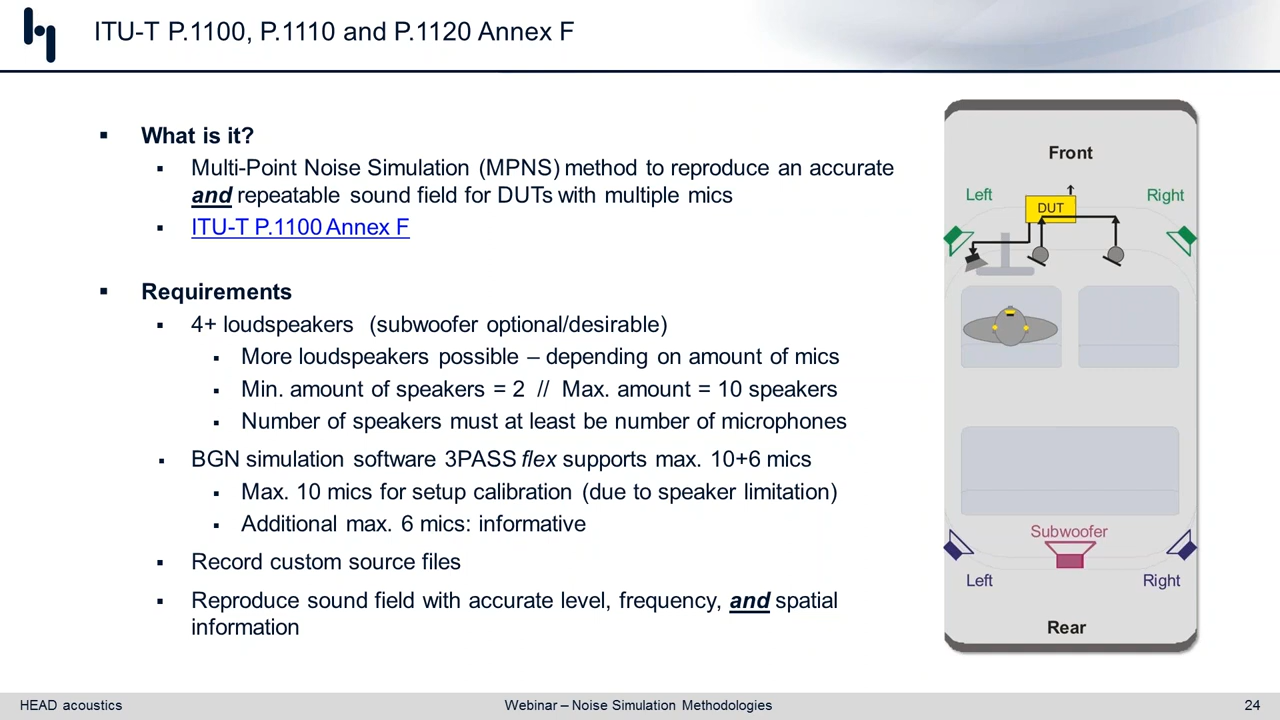 ITU-T P.1100, P.1110 and P.1120 Annex F
What is it?
Multi-Point Noise Simulation (MPNS) method to reproduce an accurate
and repeatable sound field for DUTs with multiple mics
ITU-T P.1100 Annex F
Requirements
4+ loudspeakers (subwoofer optional/desirable)
More loudspeakers possible – depending on amount of mics
Min. amount of speakers = 2 // Max. amount = 10 speakers
Number of speakers must at least be number of microphones
BGN simulation software 3PASS flex supports max. 10+6 mics
Max. 10 mics for setup calibration (due to speaker limitation)
Additional max. 6 mics: informative
Record custom source files
Reproduce sound field with accurate level, frequency, and spatial
information
Front
Left
Right
DUT
Subwoofer
Left
Right
Rear
HEAD acoustics
Webinar – Noise Simulation Methodologies
24